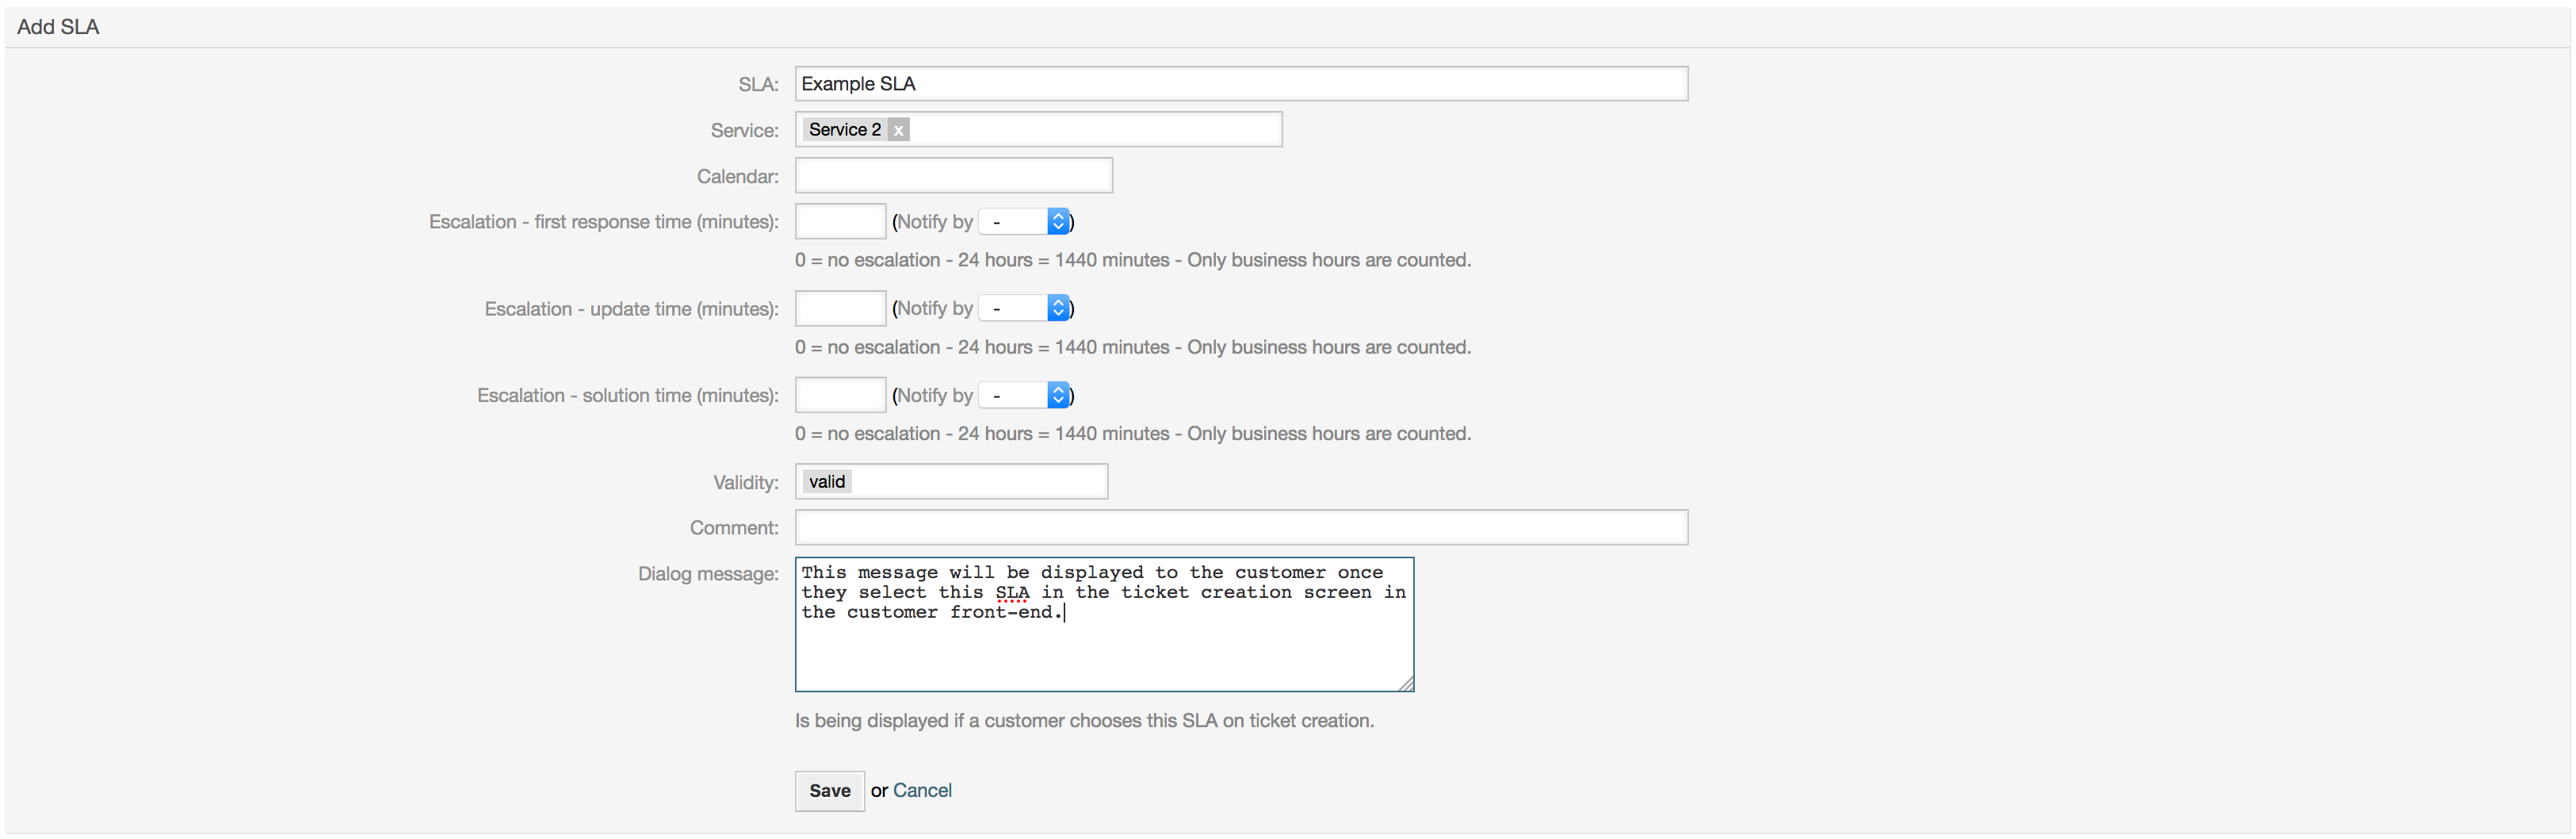 Add SLA
SLA: Example SLA
Service: Service 2 x
Calendar:
Escalation - first response time (minutes): (Notify by - )
0 = no escalation - 24 hours = 1440 minutes - Only business hours are counted.
Escalation - update time (minutes): (Notify by - )
0 = no escalation - 24 hours = 1440 minutes - Only business hours are counted.
Escalation - solution time (minutes): (Notify by - )
0 = no escalation - 24 hours = 1440 minutes - Only business hours are counted.
Validity: valid
Comment:
Dialog message: This message will be displayed to the customer once
they select this SLA in the ticket creation screen in
the customer front-end.
Is being displayed if a customer chooses this SLA on ticket creation.
Save or Cancel